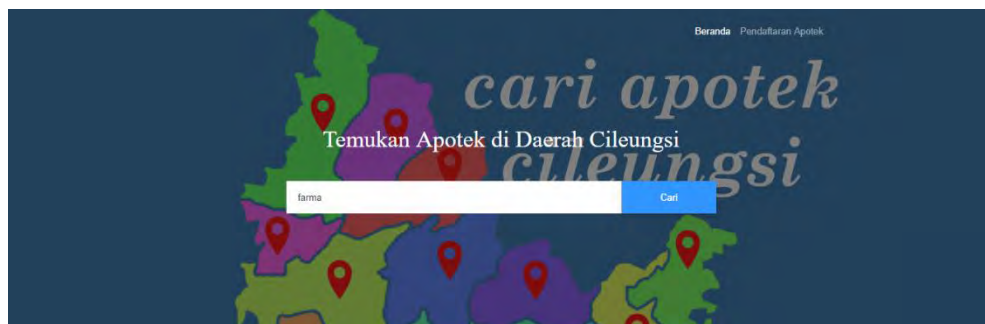 Beranda Pendaftaran Apotek
cari apotek
cileungsi
Temukan Apotek di Daerah Cileungsi
farma Cari